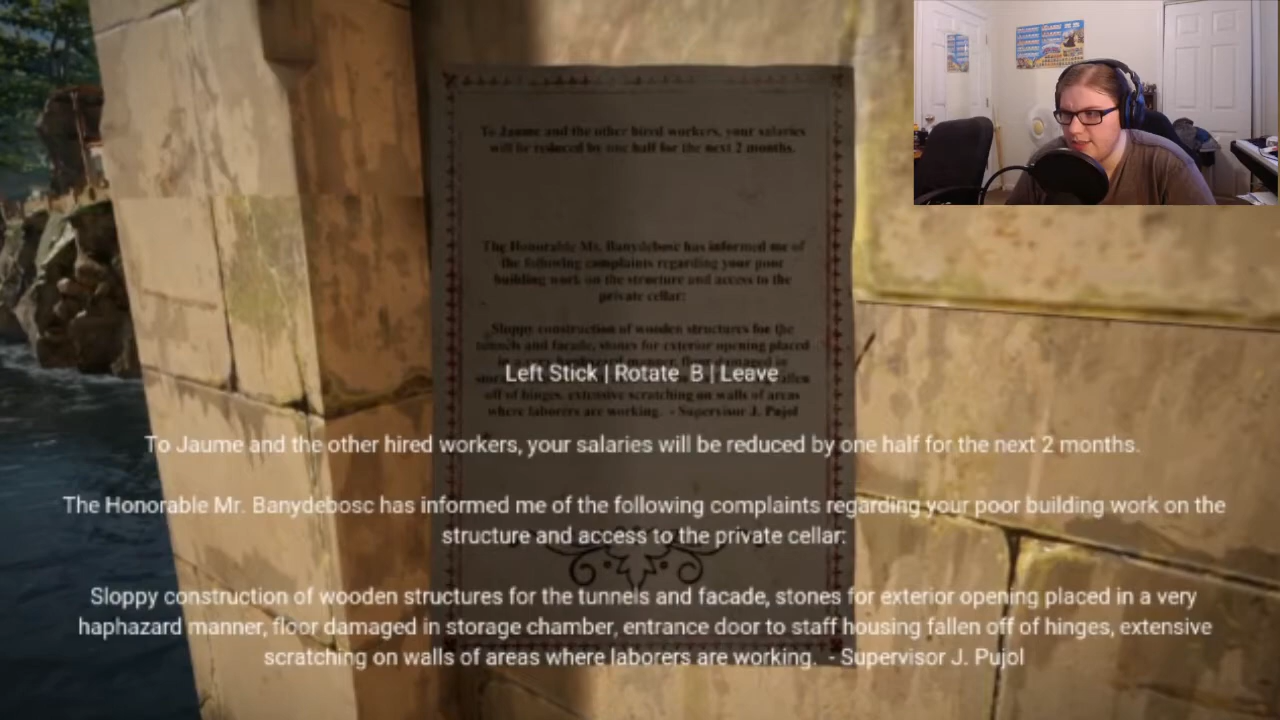 To Jaume and the other hired workers, your salaries
will be reduced by one half for the next 2 months.
The Honorable Mr. Banydebosc has informed me of
the following complaints regarding your poor
building work on the structure and access to the
private cellar:
Sloppy construction of wooden structures for the
tunnels and facade, stones for exterior opening placed
in a very haphazard manner, floor damaged in
off of hinges, extensive scratching on walls of areas
where laborers are working. - Supervisor J. Pujol
Left Stick | Rotate B | Leave
To Jaume and the other hired workers, your salaries will be reduced by one half for the next 2 months.
The Honorable Mr. Banydebosc has informed me of the following complaints regarding your poor building work on the
structure and access to the private cellar:
Sloppy construction of wooden structures for the tunnels and facade, stones for exterior opening placed in a very
haphazard manner, floor damaged in storage chamber, entrance door to staff housing fallen off of hinges, extensive
scratching on walls of areas where laborers are working. - Supervisor J. Pujol